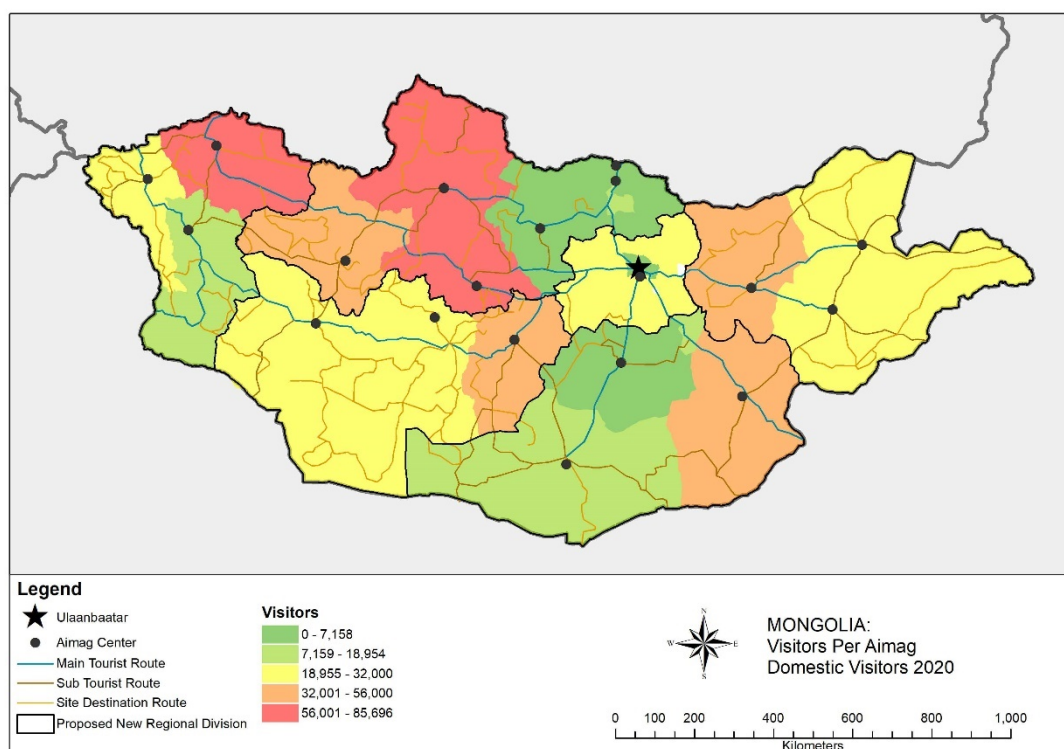 Legend
Ulaanbaatar
Aimag Center
Main Tourist Route
Sub Tourist Route
Site Destination Route
Proposed New Regional Division
Visitors
0 - 7,158
7,159 - 18,954
18,955 - 32,000
32,001 - 56,000
56,001 - 85,696
N
W E
S
MONGOLIA:
Visitors Per Aimag
Domestic Visitors 2020
0 100 200 400 600 800 1,000
Kilometers